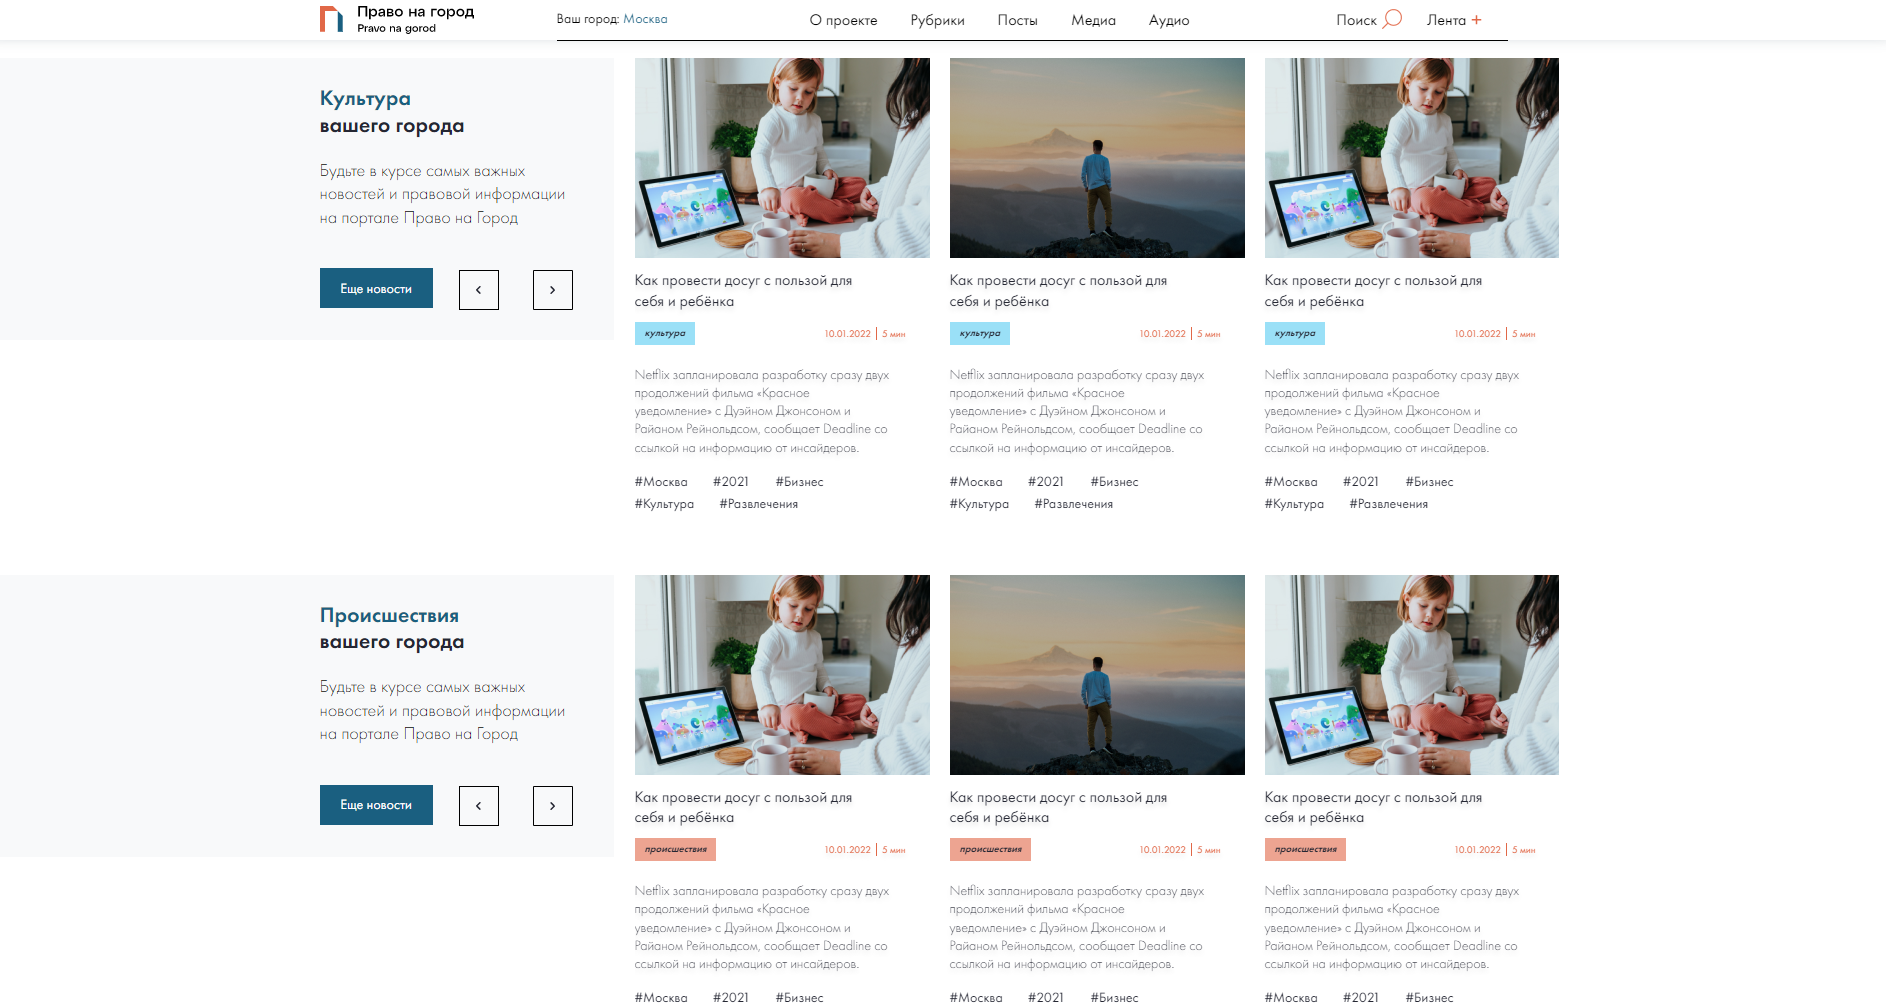 Право на город
Pravo na gorod
Ваш город: Москва
О проекте
Рубрики
Посты
Медиа
Аудио
Поиск
Лента +
Культура
вашего города
Будьте в курсе самых важных
новостей и правовой информации
на портале Право на Город
Еще новости
Как провести досуг с пользой для
себя и ребёнка
культура
10.01.2022 | 5 мин
Netflix запланировала разработку сразу двух
продолжений фильма «Красное
уведомление» с Дуэйном Джонсоном и
Райаном Рейнольдсом, сообщает Deadline со
ссылкой на информацию от инсайдеров.
#Москва #2021 #Бизнес
#Культура #Развлечения
Как провести досуг с пользой для
себя и ребёнка
культура
10.01.2022 | 5 мин
Netflix запланировала разработку сразу двух
продолжений фильма «Красное
уведомление» с Дуэйном Джонсоном и
Райаном Рейнольдсом, сообщает Deadline со
ссылкой на информацию от инсайдеров.
#Москва #2021 #Бизнес
#Культура #Развлечения
Как провести досуг с пользой для
себя и ребёнка
культура
10.01.2022 | 5 мин
Netflix запланировала разработку сразу двух
продолжений фильма «Красное
уведомление» с Дуэйном Джонсоном и
Райаном Рейнольдсом, сообщает Deadline со
ссылкой на информацию от инсайдеров.
#Москва #2021 #Бизнес
#Культура #Развлечения
Происшествия
вашего города
Будьте в курсе самых важных
новостей и правовой информации
на портале Право на Город
Еще новости
Как провести досуг с пользой для
себя и ребёнка
происшествия
10.01.2022 | 5 мин
Netflix запланировала разработку сразу двух
продолжений фильма «Красное
уведомление» с Дуэйном Джонсоном и
Райаном Рейнольдсом, сообщает Deadline со
ссылкой на информацию от инсайдеров.
#Москва #2021 #Бизнес
Как провести досуг с пользой для
себя и ребёнка
происшествия
10.01.2022 | 5 мин
Netflix запланировала разработку сразу двух
продолжений фильма «Красное
уведомление» с Дуэйном Джонсоном и
Райаном Рейнольдсом, сообщает Deadline со
ссылкой на информацию от инсайдеров.
#Москва #2021 #Бизнес
Как провести досуг с пользой для
себя и ребёнка
происшествия
10.01.2022 | 5 мин
Netflix запланировала разработку сразу двух
продолжений фильма «Красное
уведомление» с Дуэйном Джонсоном и
Райаном Рейнольдсом, сообщает Deadline со
ссылкой на информацию от инсайдеров.
#Москва #2021 #Бизнес